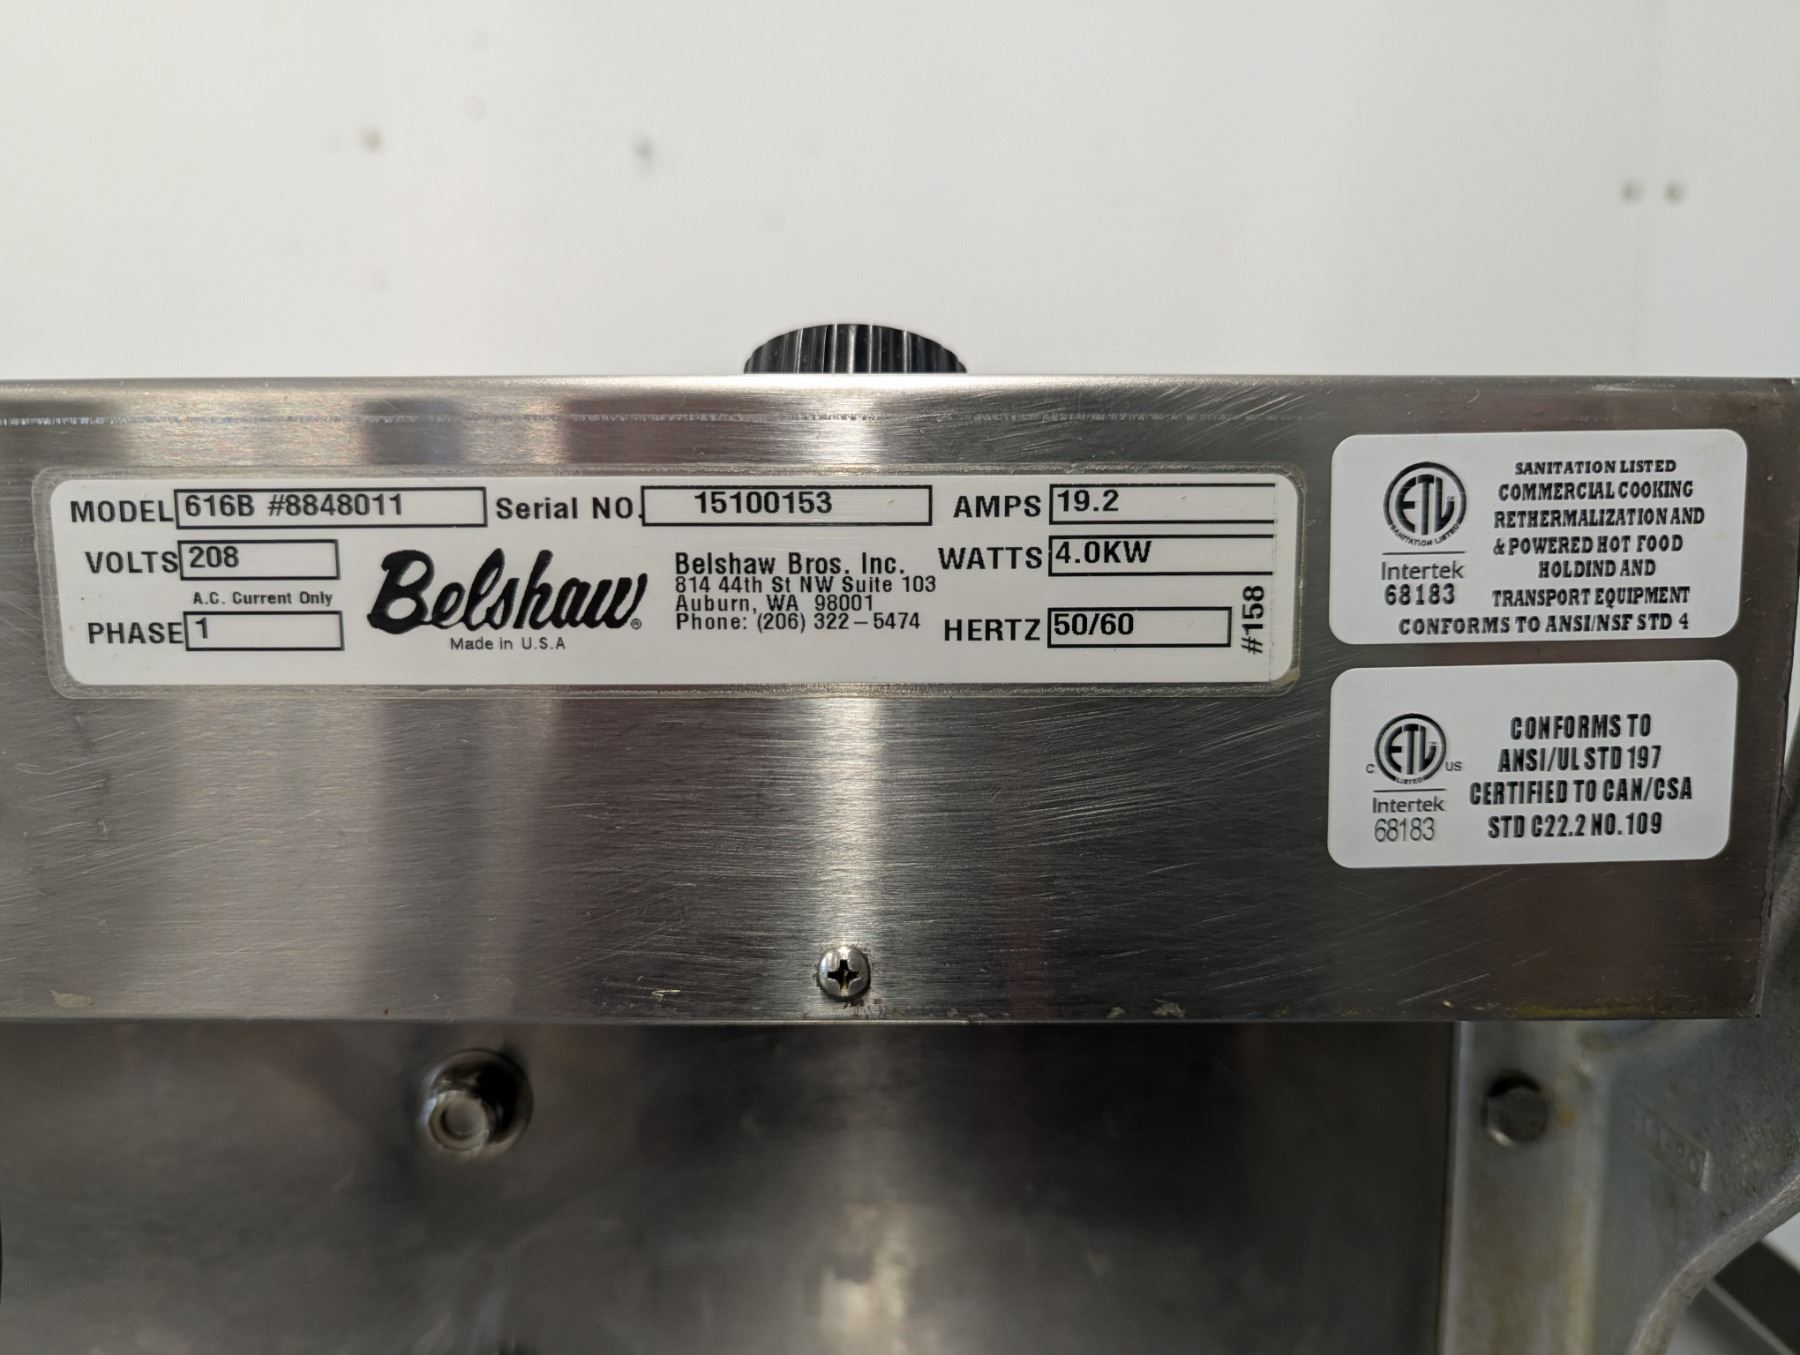 MODEL 616B #8848011 Serial NO. 15100153 AMPS 19.2
VOLTS 208 WATTS 4.0KW
A.C. Current Only
PHASE 1 HERTZ 50/60
Belshaw®
Made in U.S.A
Belshaw Bros. Inc.
814 44th St NW Suite 103
Auburn, WA 98001
Phone: (206) 322-5474
#158
ETL
SANITATION LISTED
Intertek
68183
SANITATION LISTED
COMMERCIAL COOKING
RETHERMALIZATION AND
& POWERED HOT FOOD
HOLDIND AND
TRANSPORT EQUIPMENT
CONFORMS TO ANSI/NSF STD 4
C ETL US
LISTED
Intertek
68183
CONFORMS TO
ANSI/UL STD 197
CERTIFIED TO CAN/CSA
STD C22.2 NO. 109